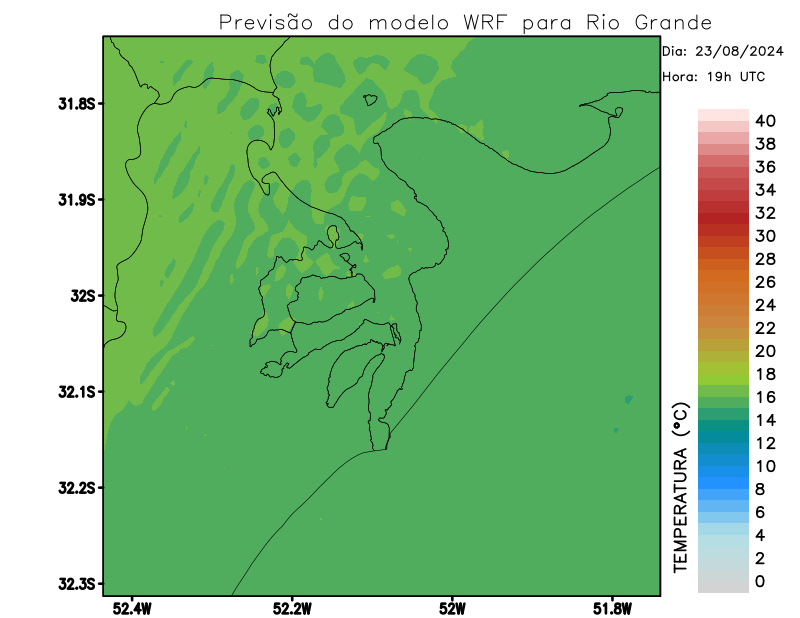 Previsão do modelo WRF para Rio Grande
Dia: 23/08/2024
Hora: 19h UTC
31.8S
31.9S
32S
32.1S
32.2S
32.3S
52.4W
52.2W
52W
51.8W
TEMPERATURA (°C)
40
38
36
34
32
30
28
26
24
22
20
18
16
14
12
10
8
6
4
2
0